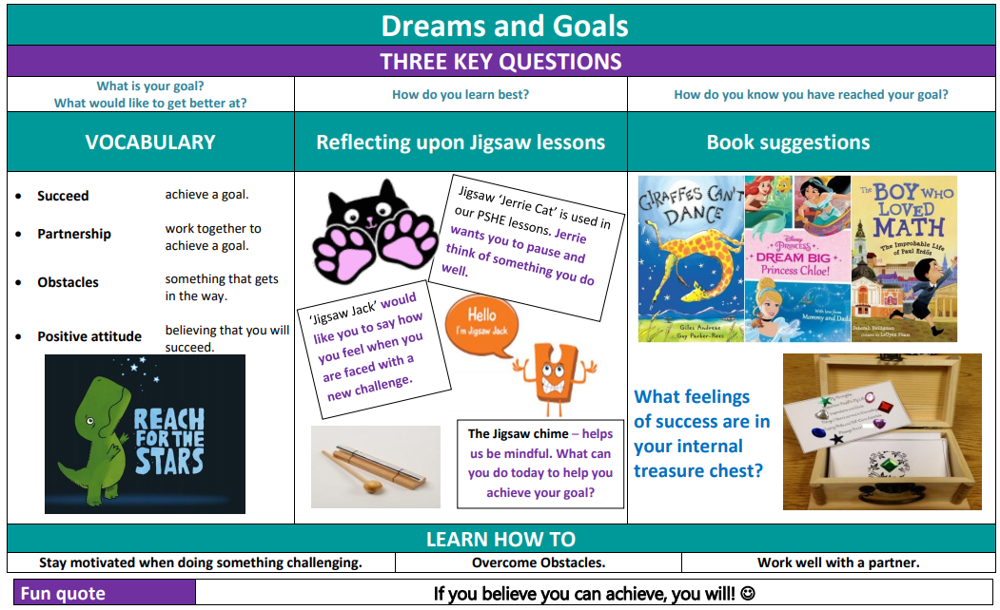 Dreams and Goals
THREE KEY QUESTIONS
What is your goal?
What would like to get better at?
How do you learn best?
How do you know you have reached your goal?
VOCABULARY
Reflecting upon Jigsaw lessons
Book suggestions
• Succeed achieve a goal.
• Partnership work together to
achieve a goal.
• Obstacles something that gets
in the way.
• Positive attitude believing that you will
succeed.
REACH
FOR THE
STARS
Jigsaw ‘Jerrie Cat’ is used in
our PSHE lessons. Jerrie
wants you to pause and
think of something you do
well.
‘Jigsaw Jack’ would
like you to say how
you feel when you
are faced with a
new challenge.
Hello
I'm Jigsaw Jack
The Jigsaw chime – helps
us be mindful. What can
you do today to help you
achieve your goal?
GIRAFFES CAN'T
DANCE
Giles Andreae
Guy Parker-Rees
Disney
PRINCESS
DREAM BIG
Princess Chloe!
With love from
Mommy and Dad
The BOY WHO
LOVED
MATH
The Improbable Life
of Paul Erdős
Deborah Heiligman
pictures by LeUyen Pham
What feelings
of success are in
your internal
treasure chest?
LEARN HOW TO
Stay motivated when doing something challenging.
Overcome Obstacles.
Work well with a partner.
Fun quote
If you believe you can achieve, you will! ☺